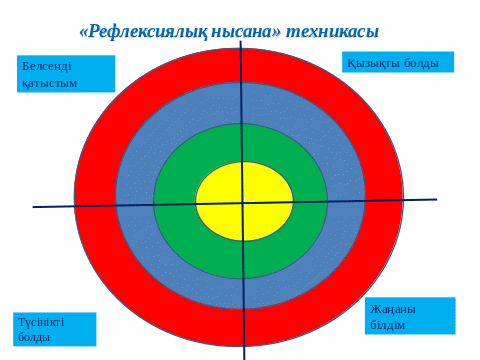 «Рефлексиялық нысана» техникасы
Белсенді
қатыстым
Қызықты болды
Түсінікті
болды
Жаңаны
білдім